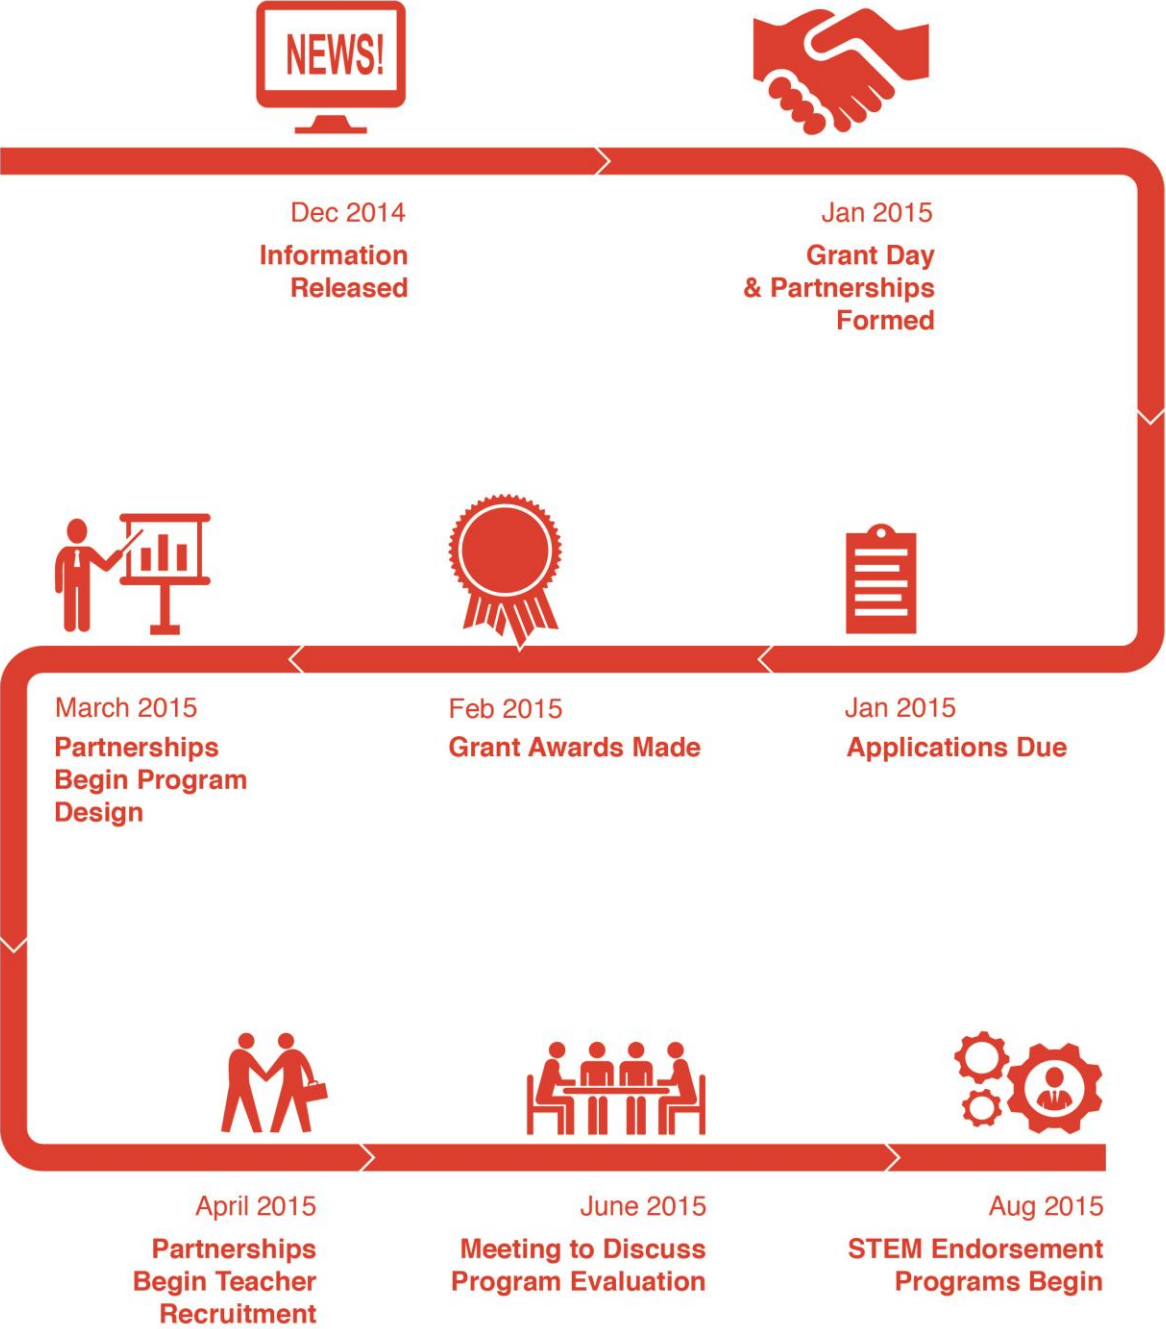 NEWS!
Dec 2014
Information
Released
Jan 2015
Grant Day
& Partnerships
Formed
Jan 2015
Applications Due
Feb 2015
Grant Awards Made
March 2015
Partnerships
Begin Program
Design
April 2015
Partnerships
Begin Teacher
Recruitment
June 2015
Meeting to Discuss
Program Evaluation
Aug 2015
STEM Endorsement
Programs Begin